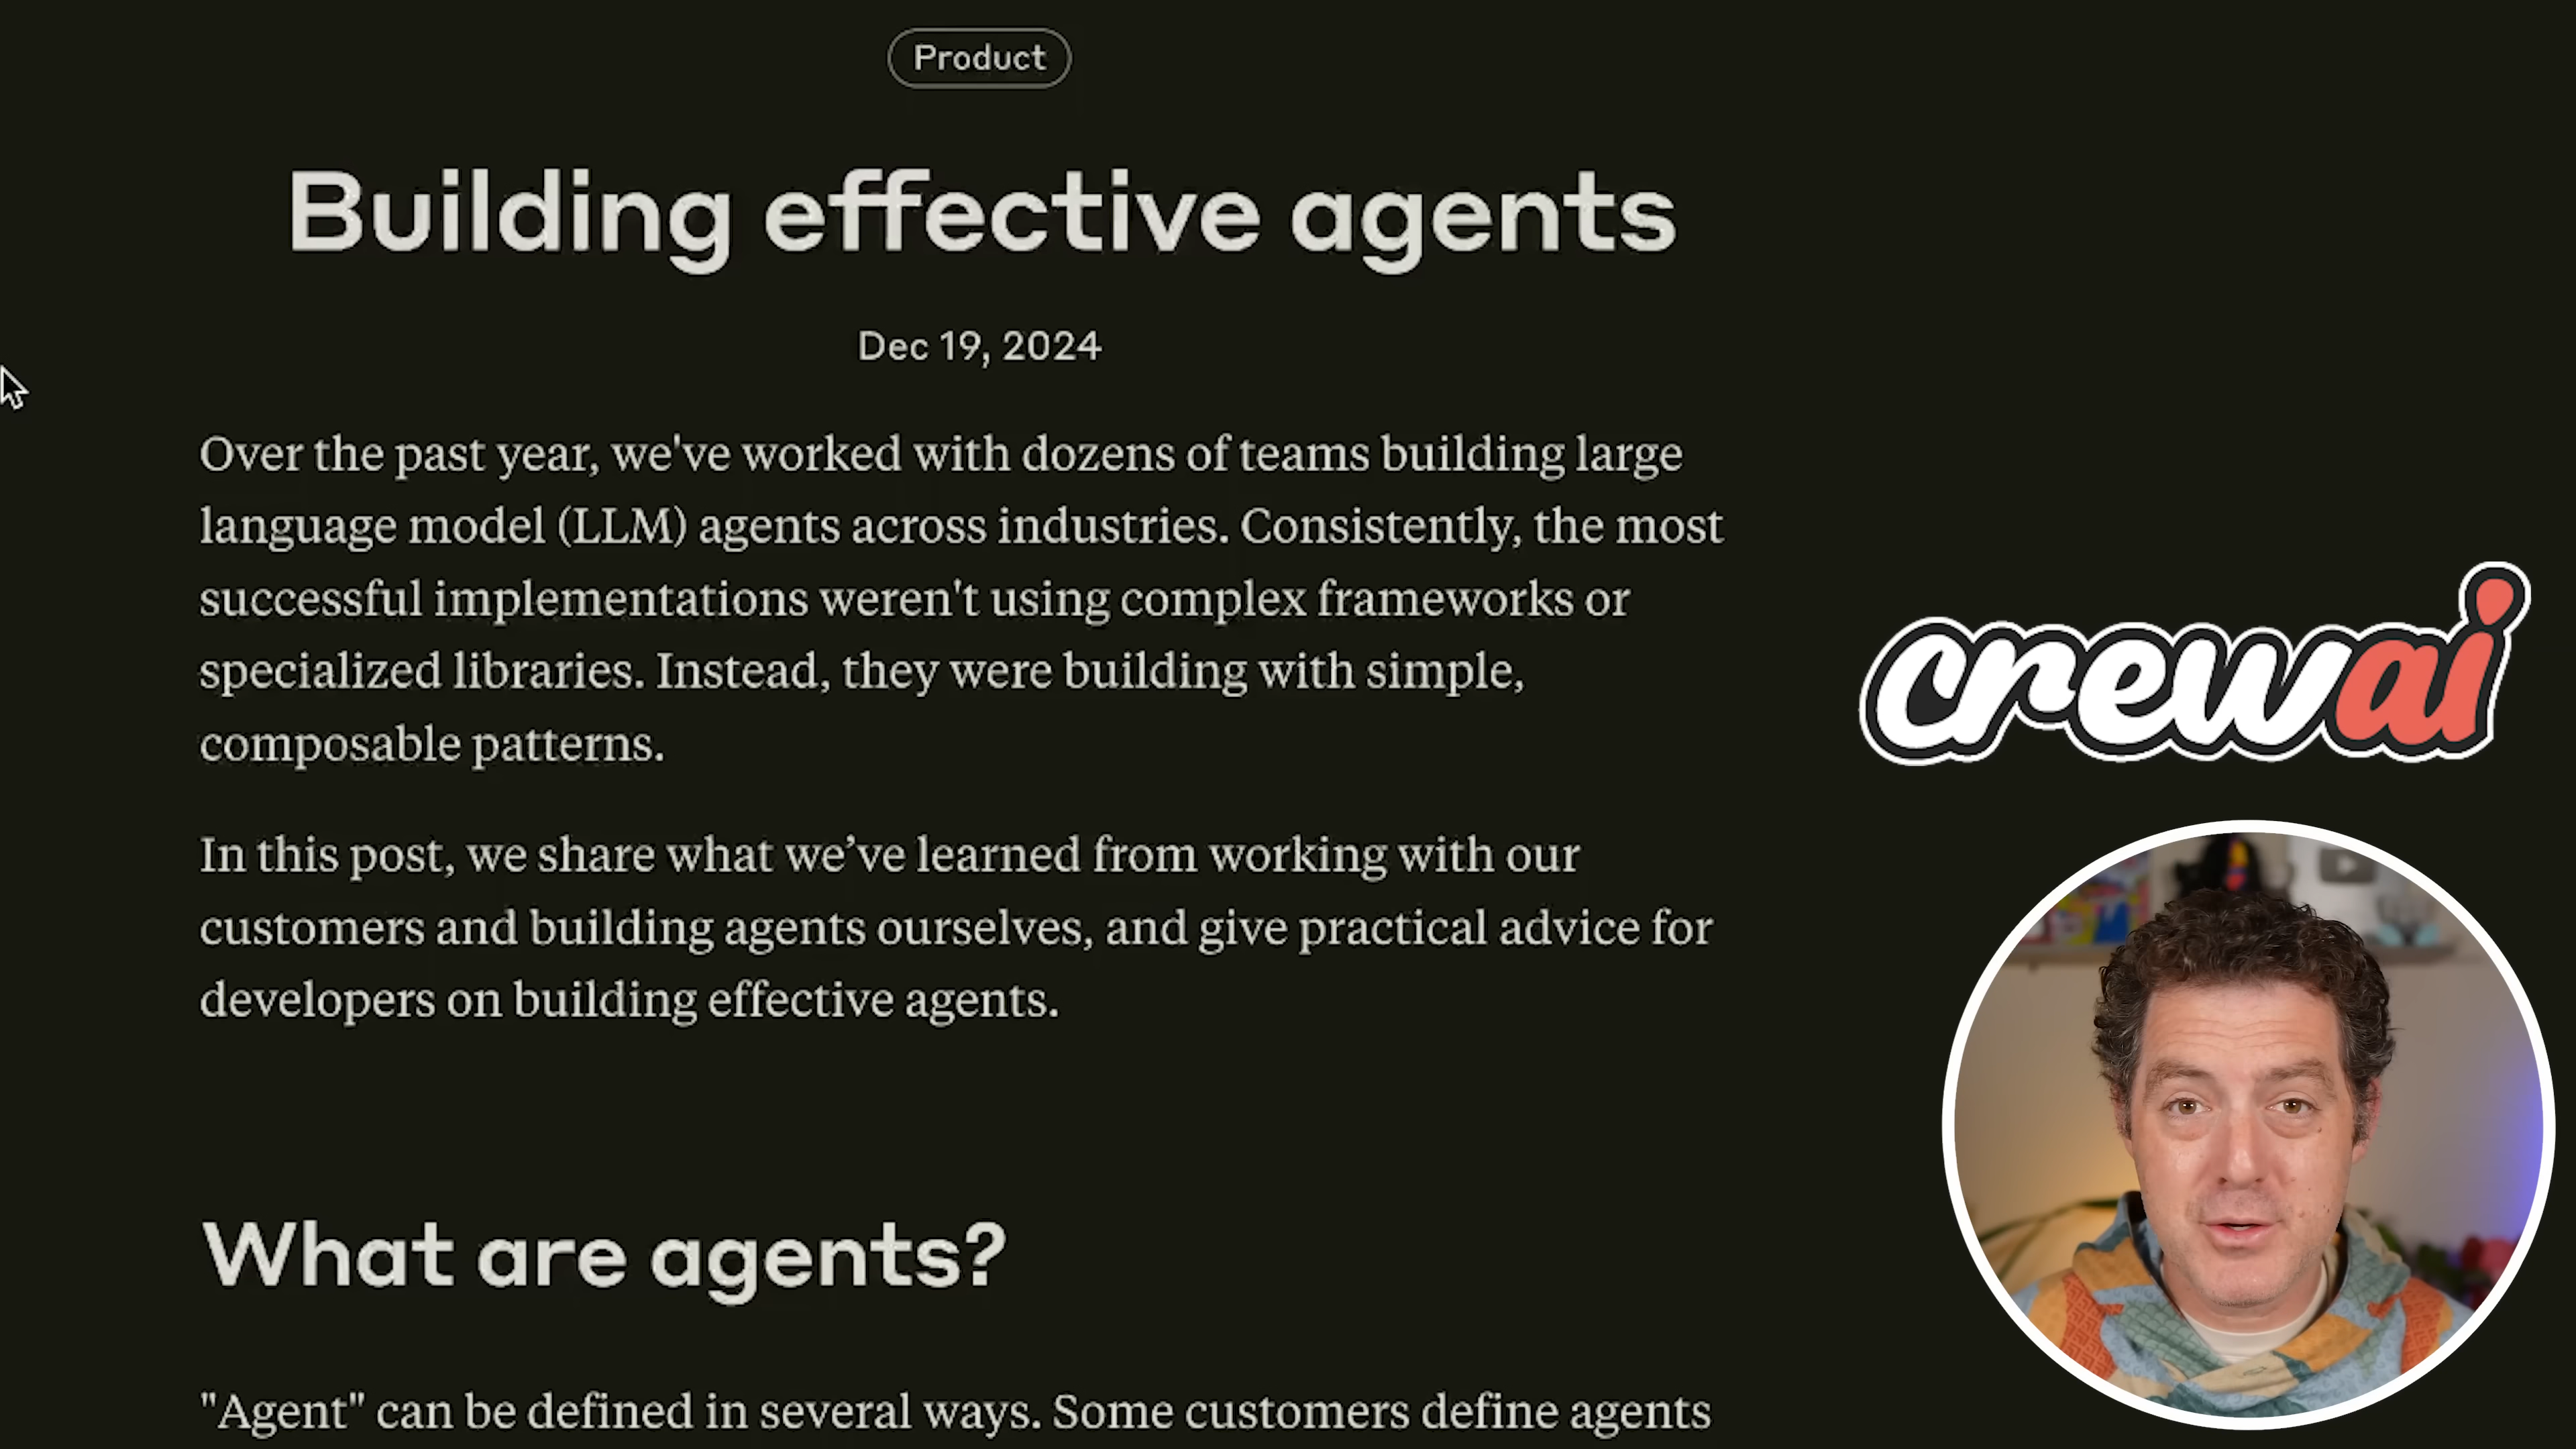 Product
Building effective agents
Dec 19, 2024
Over the past year, we've worked with dozens of teams building large
language model (LLM) agents across industries. Consistently, the most
successful implementations weren't using complex frameworks or
specialized libraries. Instead, they were building with simple,
composable patterns.
In this post, we share what we’ve learned from working with our
customers and building agents ourselves, and give practical advice for
developers on building effective agents.
What are agents?
"Agent" can be defined in several ways. Some customers define agents
crewai